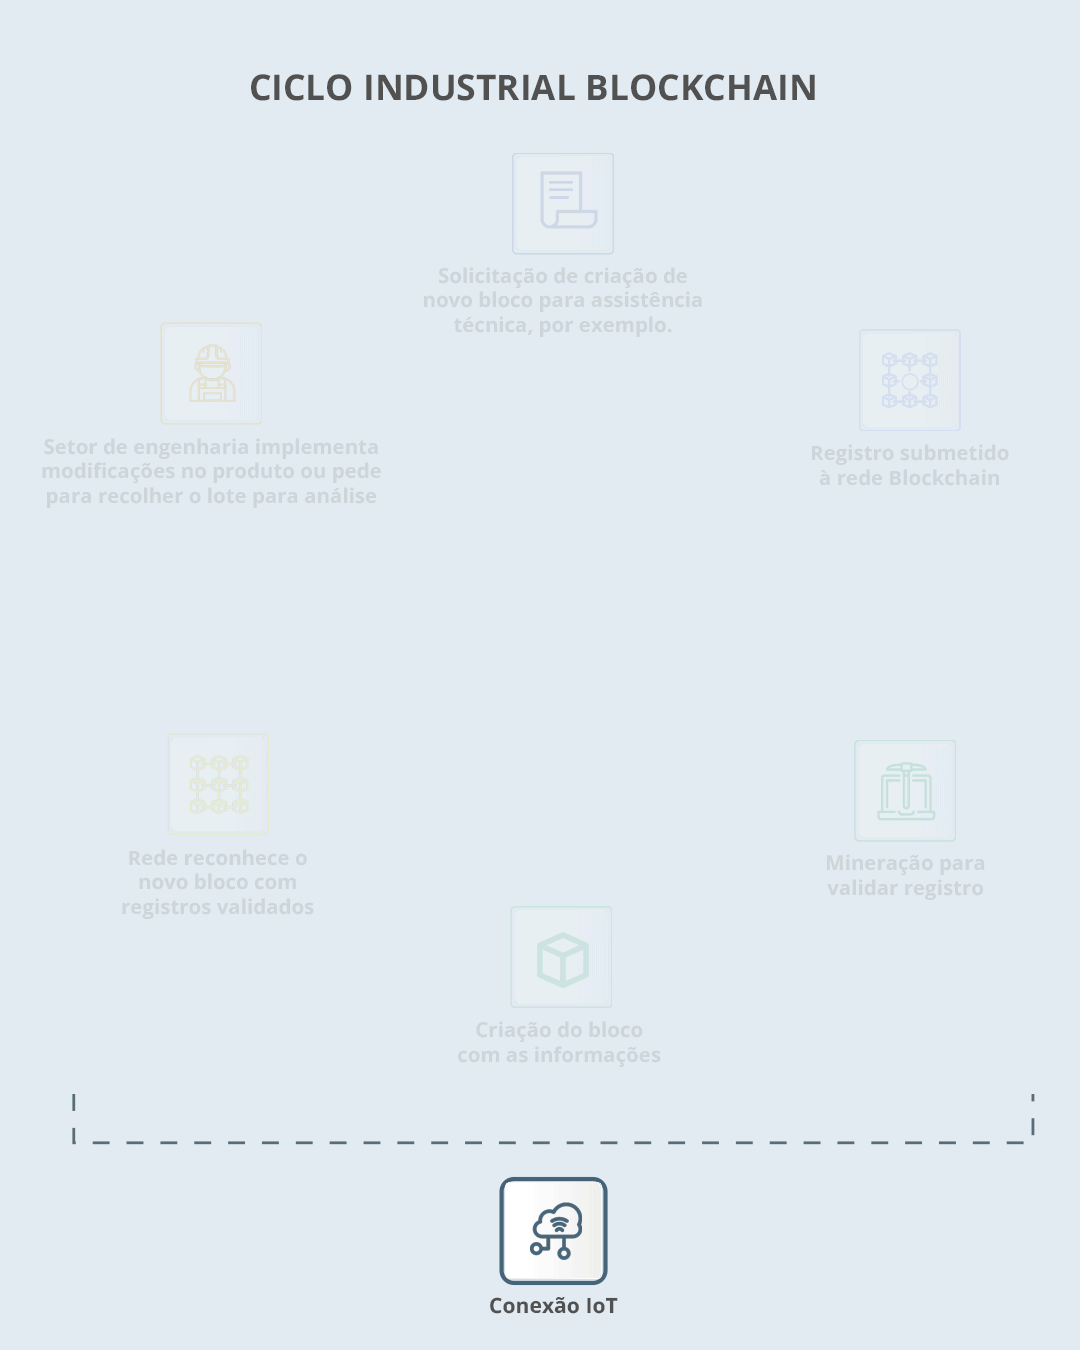 CICLO INDUSTRIAL BLOCKCHAIN
Solicitação de criação de
novo bloco para assistência
técnica, por exemplo.
Setor de engenharia implementa
modificações no produto ou pede
para recolher o lote para análise
Registro submetido
à rede Blockchain
Rede reconhece o
novo bloco com
registros validados
Mineração para
validar registro
Criação do bloco
com as informações
Conexão IoT